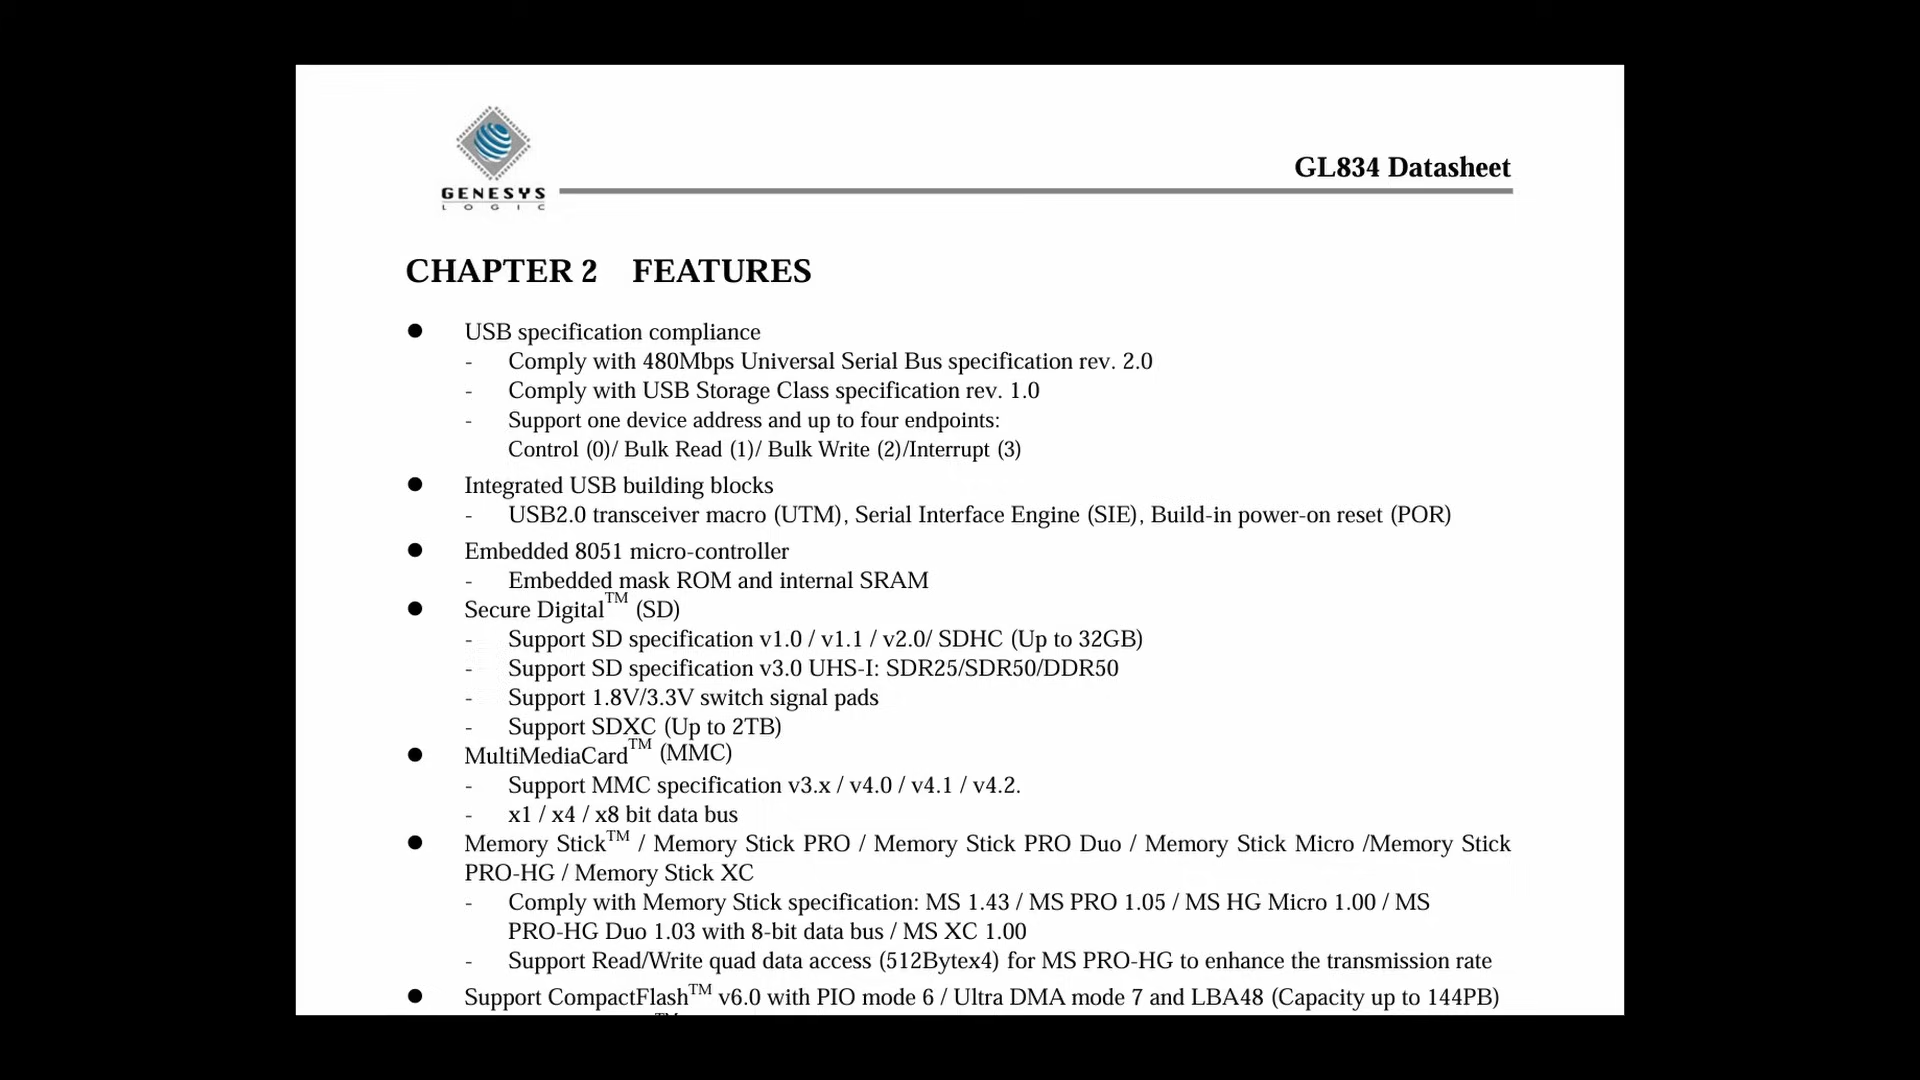 GENESYS
LOGIC
GL834 Datasheet
CHAPTER 2 FEATURES
● USB specification compliance
- Comply with 480Mbps Universal Serial Bus specification rev. 2.0
- Comply with USB Storage Class specification rev. 1.0
- Support one device address and up to four endpoints:
Control (0)/ Bulk Read (1)/ Bulk Write (2)/Interrupt (3)
● Integrated USB building blocks
- USB2.0 transceiver macro (UTM), Serial Interface Engine (SIE), Build-in power-on reset (POR)
● Embedded 8051 micro-controller
- Embedded mask ROM and internal SRAM
● Secure Digital™ (SD)
- Support SD specification v1.0 / v1.1 / v2.0/ SDHC (Up to 32GB)
- Support SD specification v3.0 UHS-I: SDR25/SDR50/DDR50
- Support 1.8V/3.3V switch signal pads
- Support SDXC (Up to 2TB)
● MultiMediaCard™ (MMC)
- Support MMC specification v3.x / v4.0 / v4.1 / v4.2.
- x1 / x4 / x8 bit data bus
● Memory Stick™ / Memory Stick PRO / Memory Stick PRO Duo / Memory Stick Micro /Memory Stick
PRO-HG / Memory Stick XC
- Comply with Memory Stick specification: MS 1.43 / MS PRO 1.05 / MS HG Micro 1.00 / MS
PRO-HG Duo 1.03 with 8-bit data bus / MS XC 1.00
- Support Read/Write quad data access (512Bytex4) for MS PRO-HG to enhance the transmission rate
● Support CompactFlash™ v6.0 with PIO mode 6 / Ultra DMA mode 7 and LBA48 (Capacity up to 144PB)